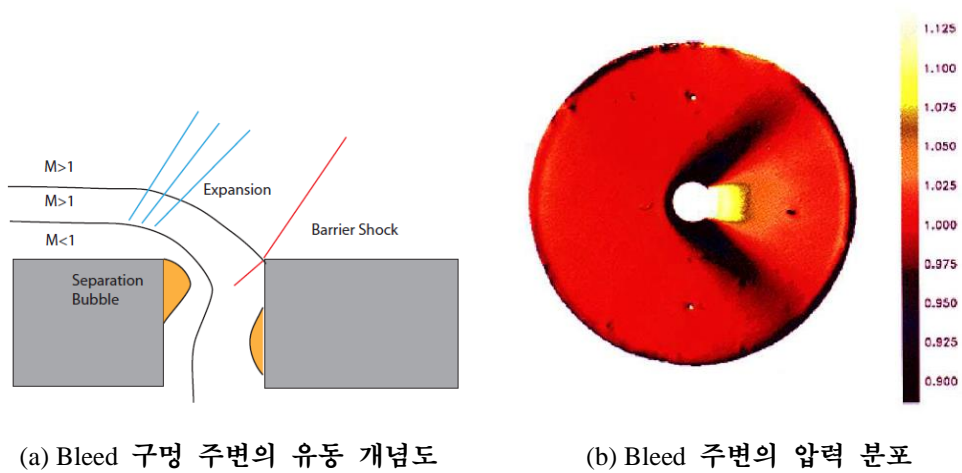 M>1
M>1
M<1
Expansion
Barrier Shock
Separation
Bubble
1.125
1.100
1.075
1.050
1.025
1.000
0.975
0.950
0.925
0.900
(a) Bleed 구멍 주변의 유동 개념도
(b) Bleed 주변의 압력 분포